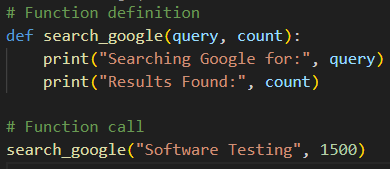 # Function definition
def search_google(query, count):
    print("Searching Google for:", query)
    print("Results Found:", count)

# Function call
search_google("Software Testing", 1500)